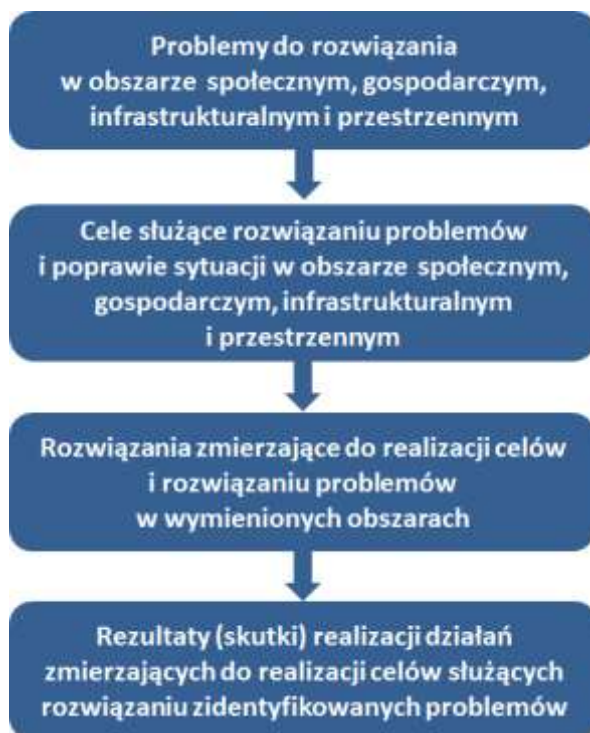 Problemy do rozwiązania
w obszarze społecznym, gospodarczym,
infrastrukturalnym i przestrzennym
Cele służące rozwiązaniu problemów
i poprawie sytuacji w obszarze społecznym,
gospodarczym, infrastrukturalnym
i przestrzennym
Rozwiązania zmierzające do realizacji celów
i rozwiązaniu problemów
w wymienionych obszarach
Rezultaty (skutki) realizacji działań
zmierzających do realizacji celów służących
rozwiązaniu zidentyfikowanych problemów